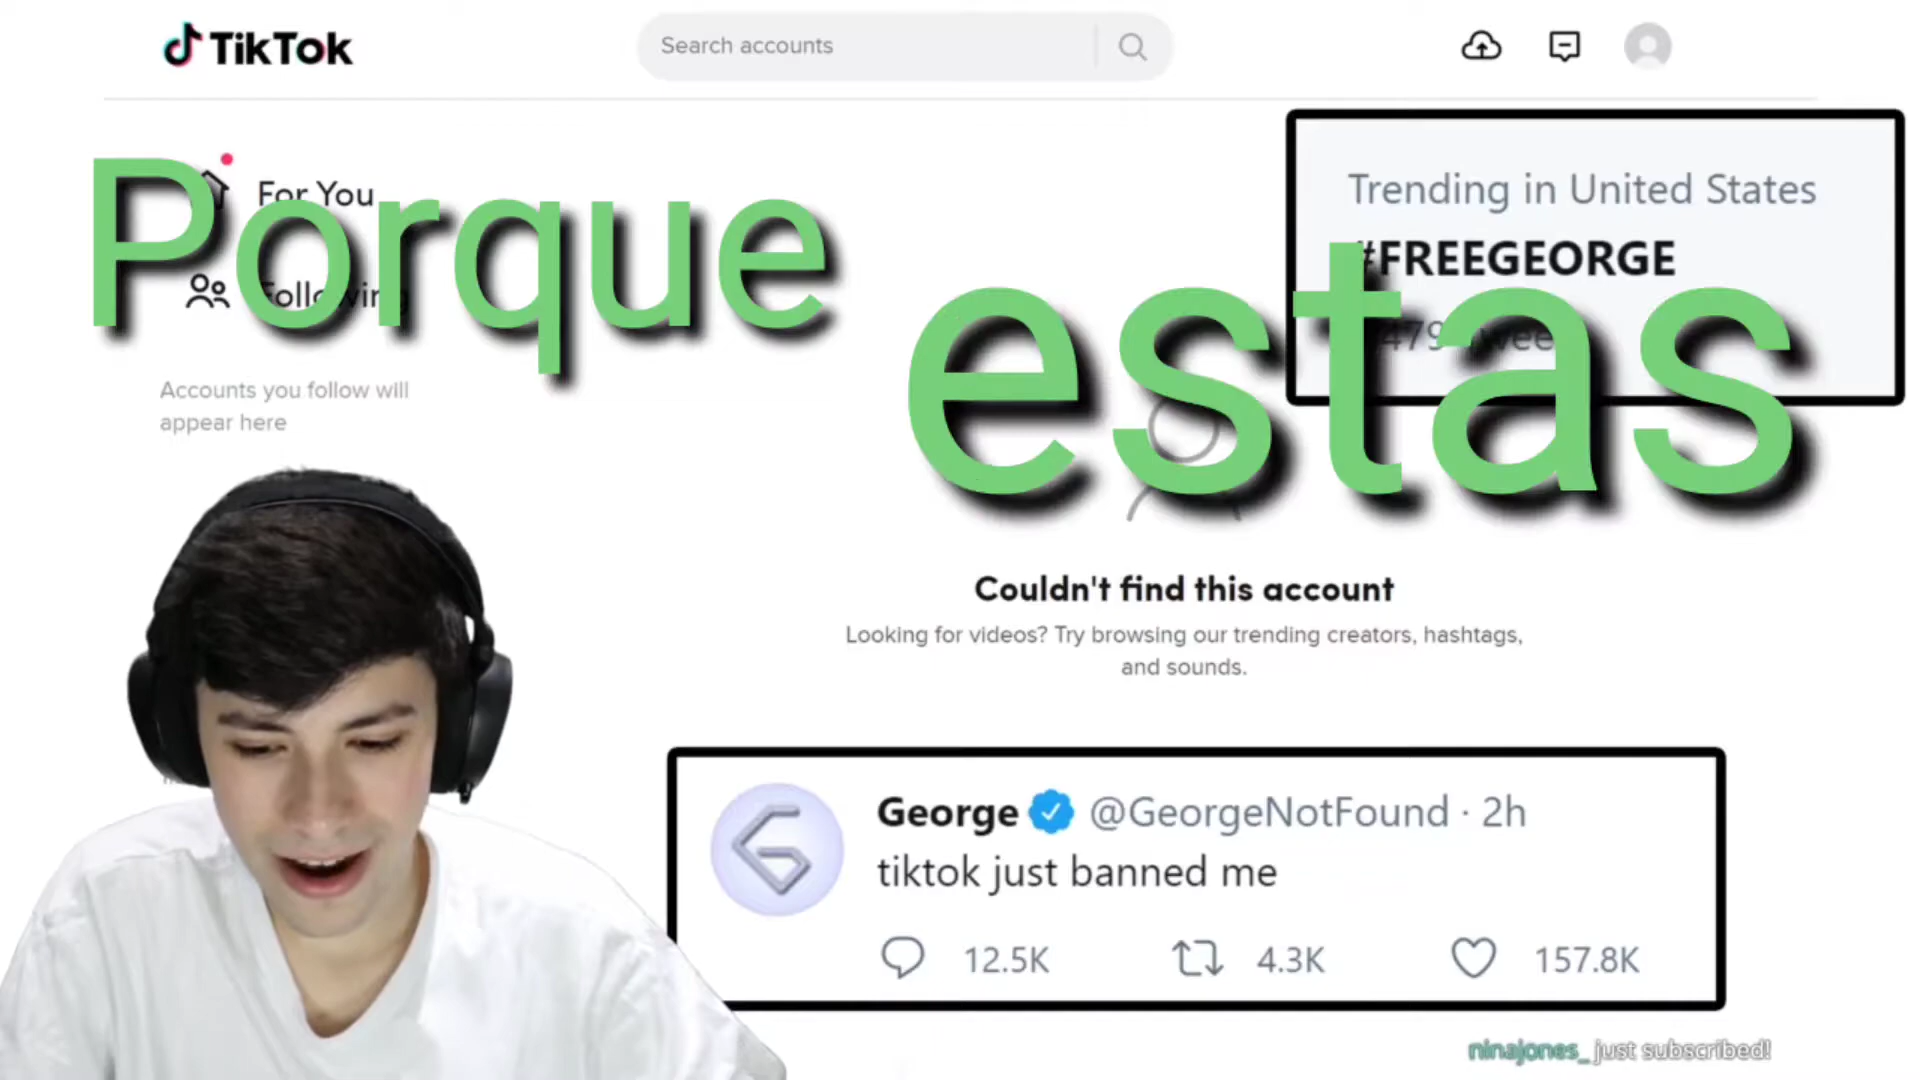 TikTok
Search accounts
For You
Following
Porque
estas
Accounts you follow will
appear here
Trending in United States
#FREEGEORGE
Couldn't find this account
Looking for videos? Try browsing our trending creators, hashtags,
and sounds.
George @GeorgeNotFound · 2h
tiktok just banned me
12.5K 4.3K 157.8K
ninajones_ just subscribed!